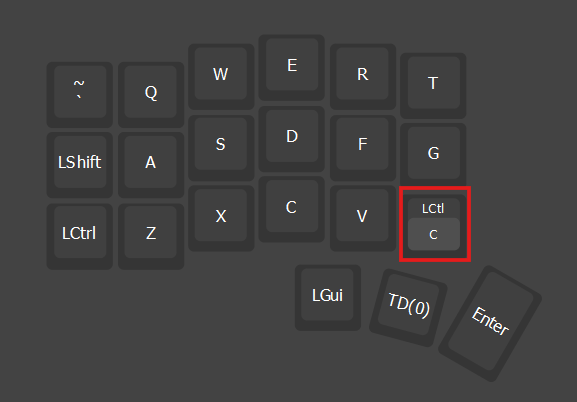 ~
`
Q
W
E
R
T
LShift
A
S
D
F
G
LCtrl
Z
X
C
V
LCtl
C
LGui
TD(0)
Enter